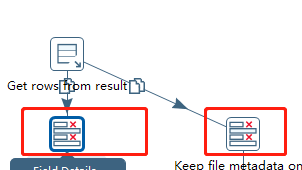 Get rows from result
Field Details
Keep file metadata on